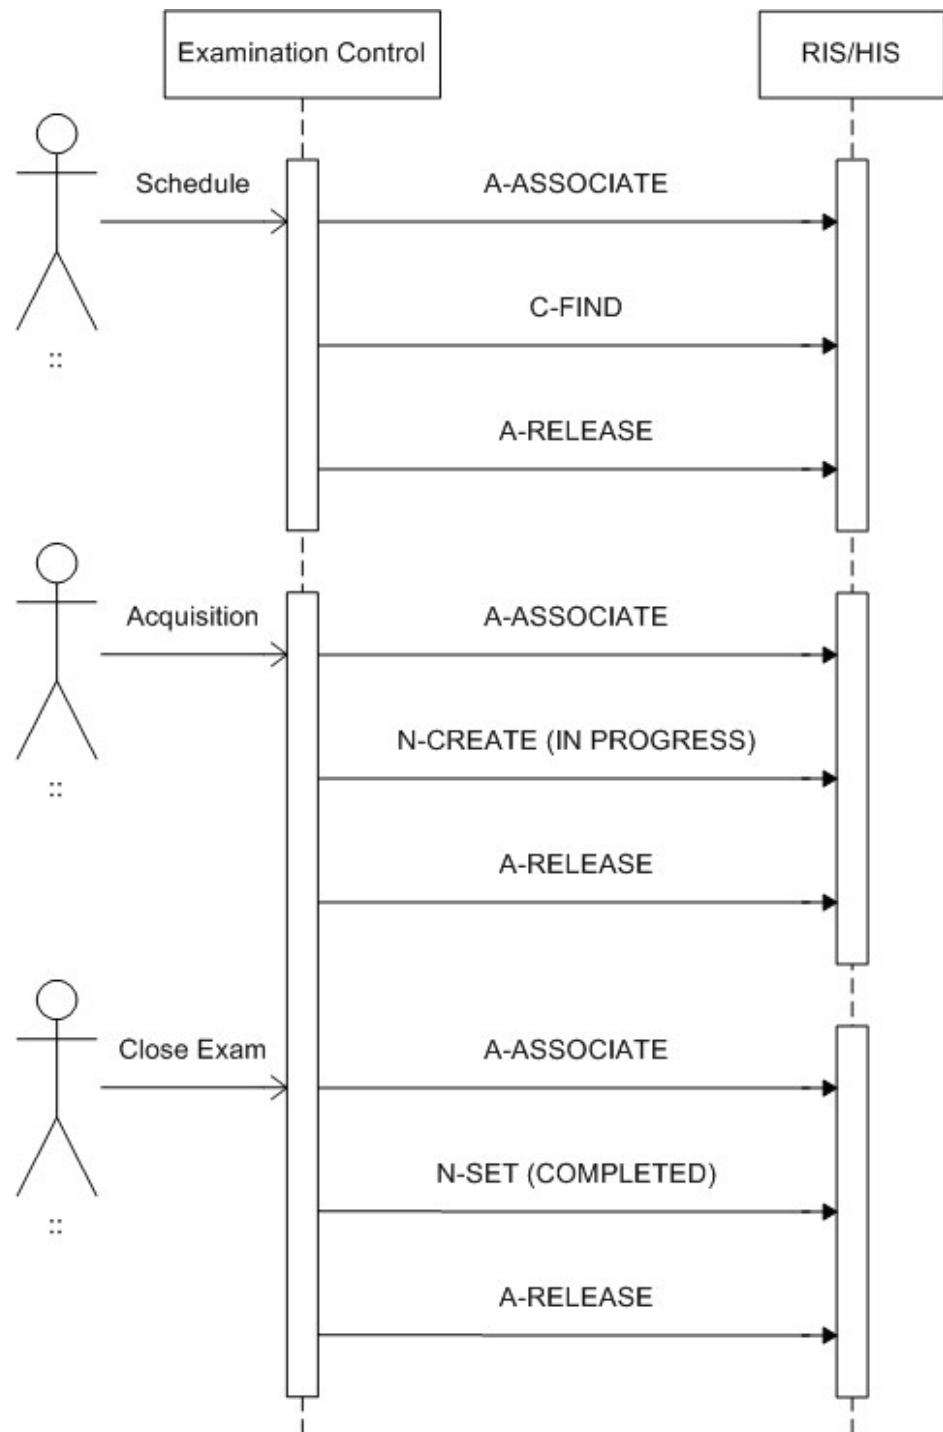 Examination Control
RIS/HIS
Schedule
A-ASSOCIATE
C-FIND
A-RELEASE
::
Acquisition
A-ASSOCIATE
N-CREATE (IN PROGRESS)
::
A-RELEASE
Close Exam
A-ASSOCIATE
N-SET (COMPLETED)
::
A-RELEASE